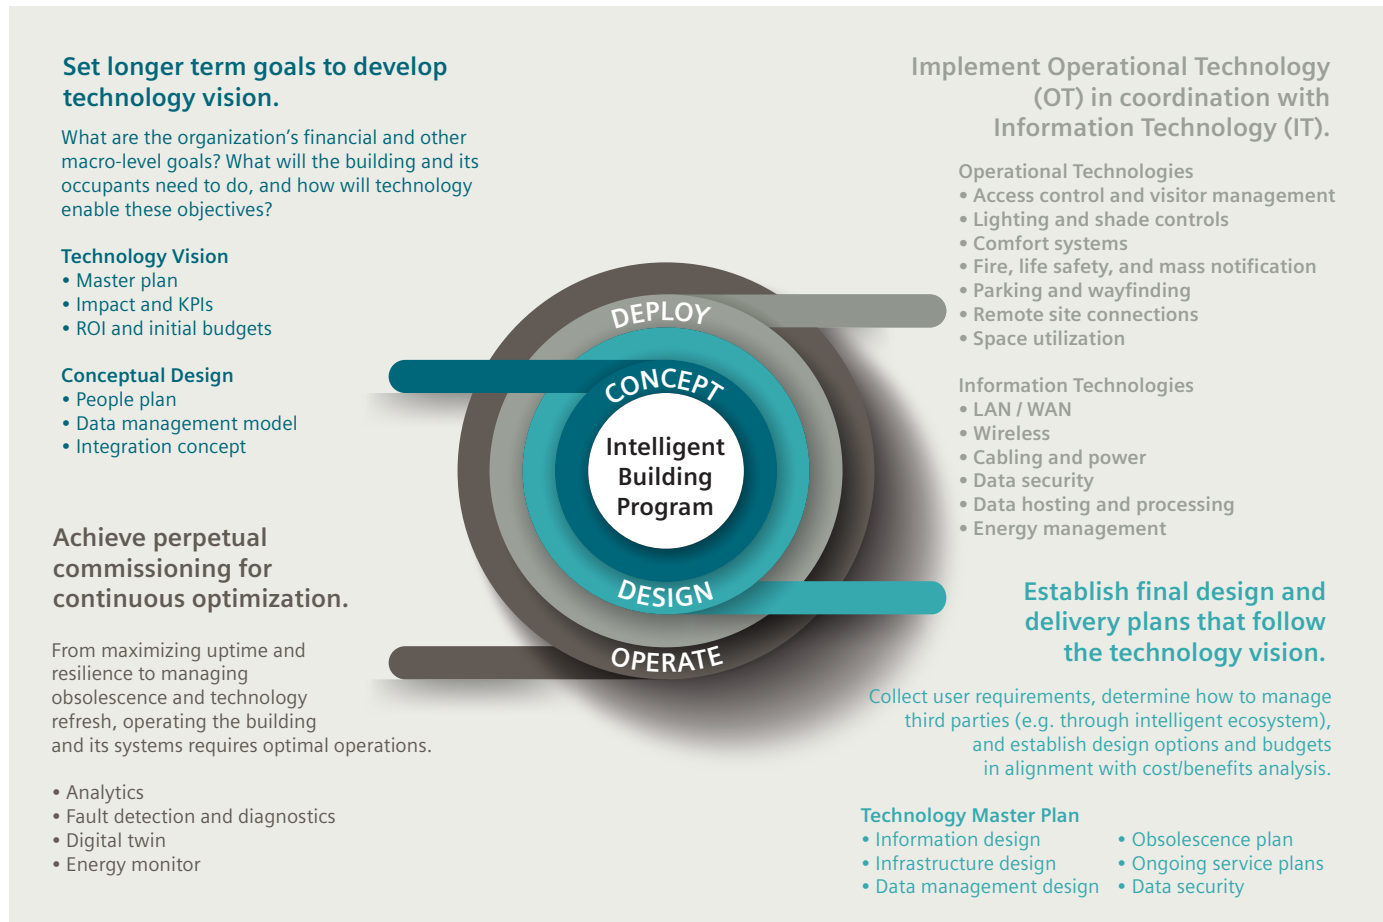 Set longer term goals to develop
technology vision.
What are the organization’s financial and other
macro-level goals? What will the building and its
occupants need to do, and how will technology
enable these objectives?
Technology Vision
• Master plan
• Impact and KPIs
• ROI and initial budgets
Conceptual Design
• People plan
• Data management model
• Integration concept
Achieve perpetual
commissioning for
continuous optimization.
From maximizing uptime and
resilience to managing
obsolescence and technology
refresh, operating the building
and its systems requires optimal operations.
• Analytics
• Fault detection and diagnostics
• Digital twin
• Energy monitor
DEPLOY
CONCEPT
Intelligent
Building
Program
DESIGN
OPERATE
Implement Operational Technology
(OT) in coordination with
Information Technology (IT).
Operational Technologies
• Access control and visitor management
• Lighting and shade controls
• Comfort systems
• Fire, life safety, and mass notification
• Parking and wayfinding
• Remote site connections
• Space utilization
Information Technologies
• LAN / WAN
• Wireless
• Cabling and power
• Data security
• Data hosting and processing
• Energy management
Establish final design and
delivery plans that follow
the technology vision.
Collect user requirements, determine how to manage
third parties (e.g. through intelligent ecosystem),
and establish design options and budgets
in alignment with cost/benefits analysis.
Technology Master Plan
• Information design
• Infrastructure design
• Data management design
• Obsolescence plan
• Ongoing service plans
• Data security